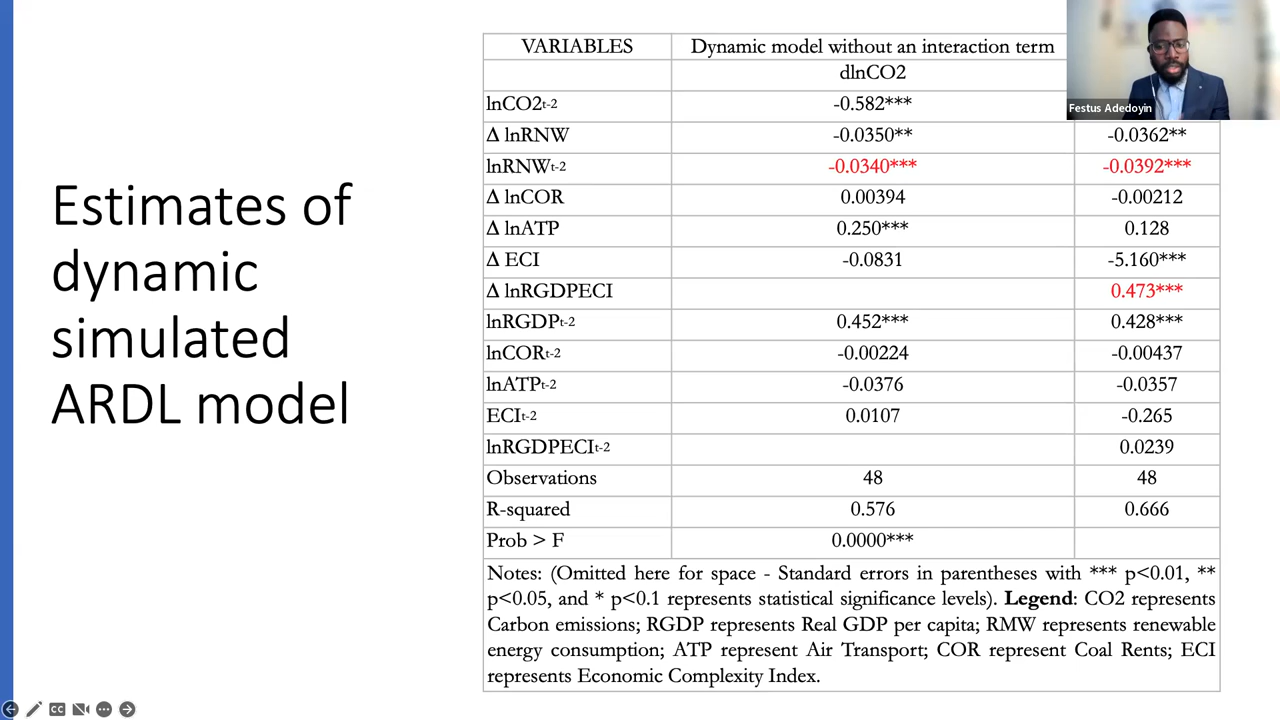 Estimates of
dynamic
simulated
ARDL model
VARIABLES Dynamic model without an interaction term
dlnCO2
lnCO2t-2 -0.582***
Δ lnRNW -0.0350** -0.0362**
lnRNWt-2 -0.0340*** -0.0392***
Δ lnCOR 0.00394 -0.00212
Δ lnATP 0.250*** 0.128
Δ ECI -0.0831 -5.160***
Δ lnRGDPECI 0.473***
lnRGDPt-2 0.452*** 0.428***
lnCORt-2 -0.00224 -0.00437
lnATPt-2 -0.0376 -0.0357
ECIt-2 0.0107 -0.265
lnRGDPECIt-2 0.0239
Observations 48 48
R-squared 0.576 0.666
Prob > F 0.0000***
Notes: (Omitted here for space - Standard errors in parentheses with *** p<0.01, **
p<0.05, and * p<0.1 represents statistical significance levels). Legend: CO2 represents
Carbon emissions; RGDP represents Real GDP per capita; RMW represents renewable
energy consumption; ATP represent Air Transport; COR represent Coal Rents; ECI
represents Economic Complexity Index.
Festus Adedoyin
CC